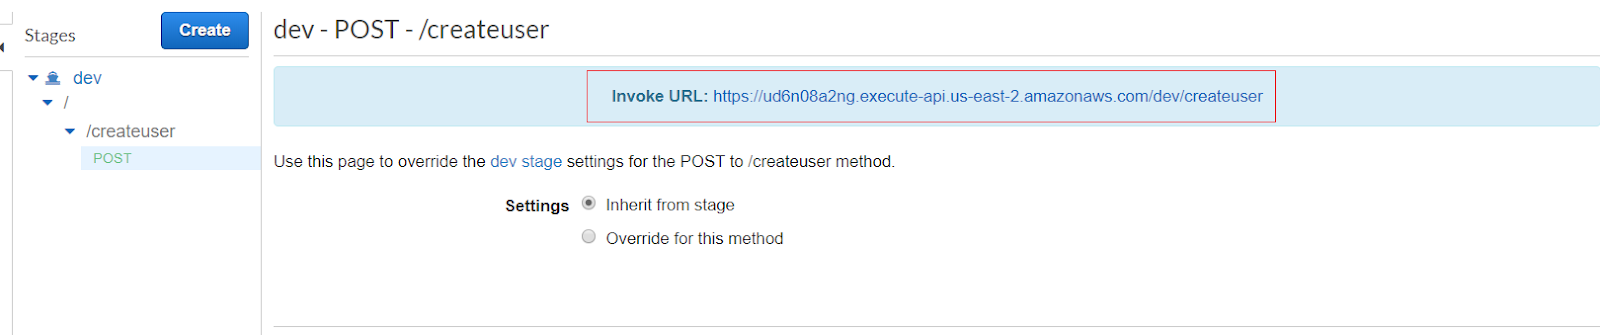 Stages
Create
dev
/
/createuser
POST
dev - POST - /createuser
Invoke URL: https://ud6n08a2ng.execute-api.us-east-2.amazonaws.com/dev/createuser
Use this page to override the dev stage settings for the POST to /createuser method.
Settings Inherit from stage
Override for this method